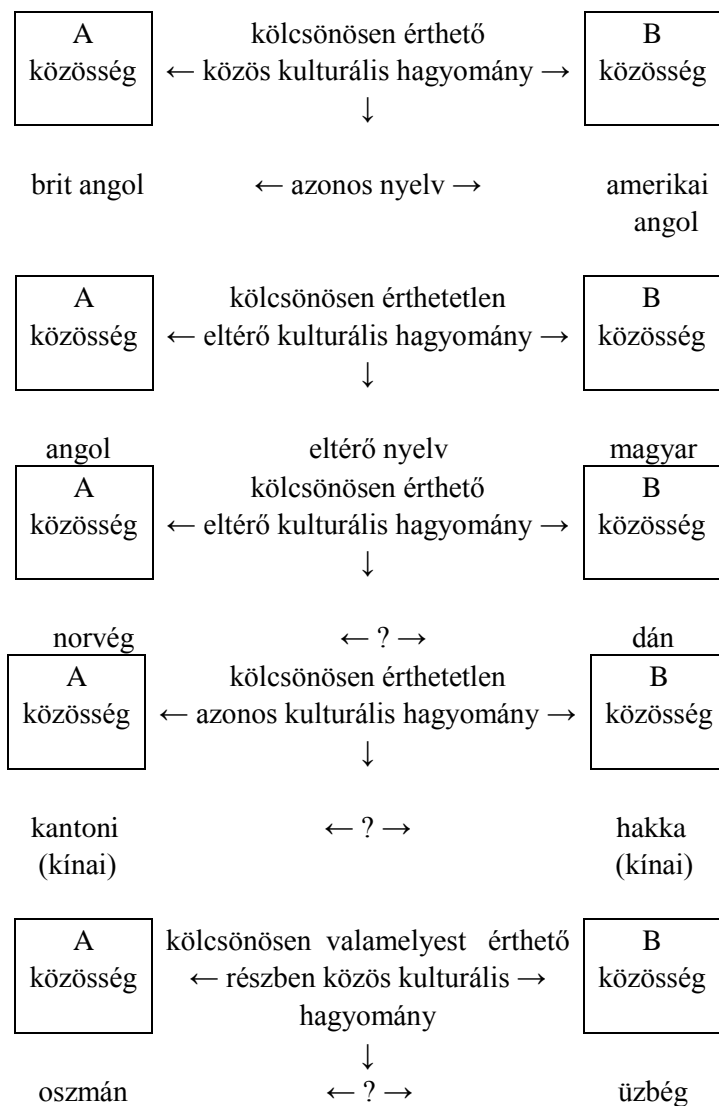 A kölcsönösen érthető B
közösség ← közös kulturális hagyomány → közösség
↓
brit angol ← azonos nyelv → amerikai
angol
A kölcsönösen érthetetlen B
közösség ← eltérő kulturális hagyomány → közösség
↓
angol eltérő nyelv magyar
A kölcsönösen érthető B
közösség ← eltérő kulturális hagyomány → közösség
↓
norvég ← ? → dán
A kölcsönösen érthetetlen B
közösség ← azonos kulturális hagyomány → közösség
↓
kantoni ← ? → hakka
(kínai) (kínai)
A kölcsönösen valamelyest érthető B
közösség ← részben közös kulturális → közösség
hagyomány
↓
oszmán ← ? → üzbég